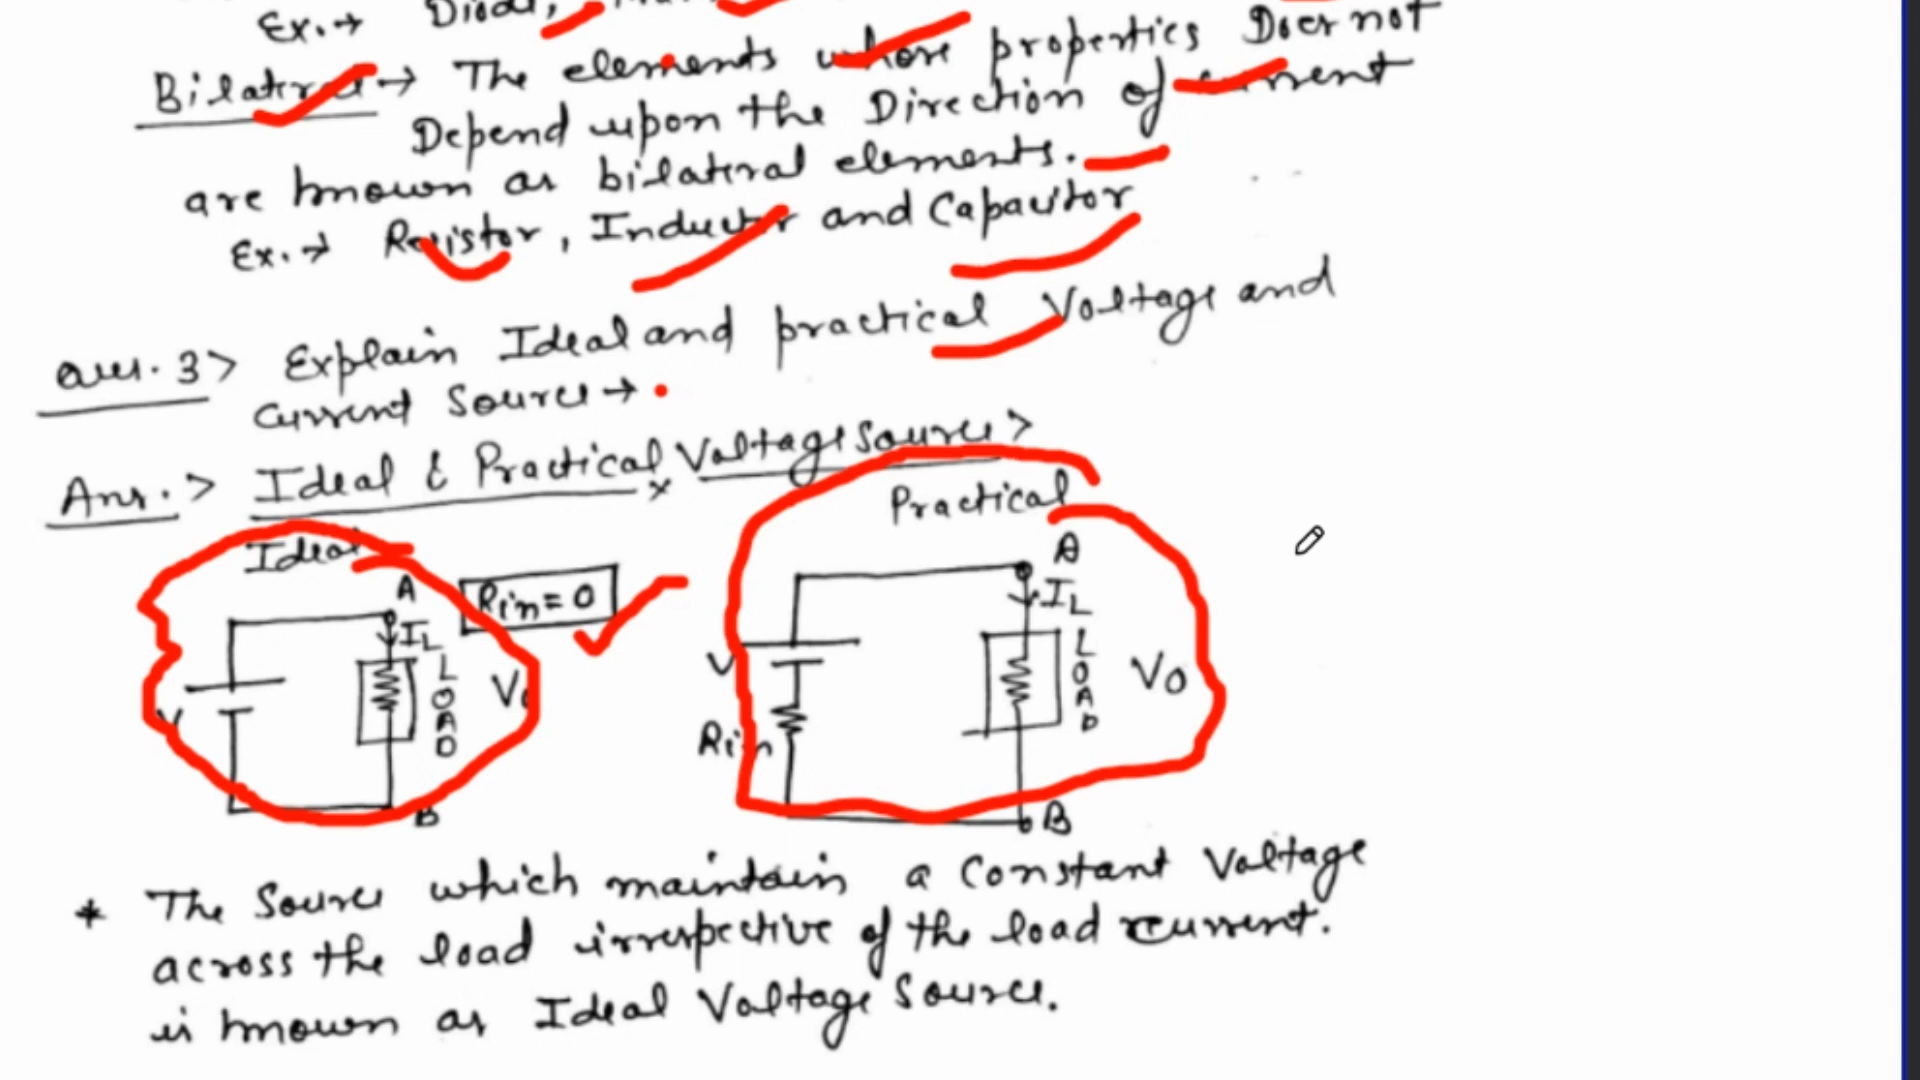 Ex.→ Diode,
Bilateral → The elements whose properties Does not
Depend upon the Direction of current
are known as bilateral elements.
Ex.→ Resistor, Inductor and Capacitor
Ques. 3> Explain Ideal and practical Voltage and
Current Source →
Ans.> Ideal & Practical Voltage Source>
Ideal
Practical
A
Rin = 0
A
IL
IL
LOAD
LOAD
V
Vo
V
Vo
Rin
B
B
* The Source which maintain a Constant Voltage
across the load irrespective of the load current.
is known as Ideal Voltage Source.